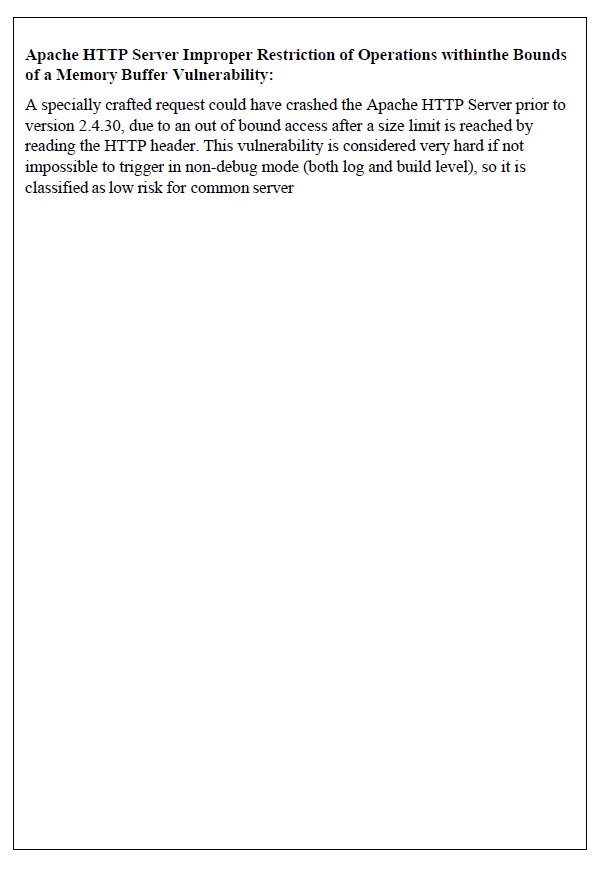 Apache HTTP Server Improper Restriction of Operations withinthe Bounds
of a Memory Buffer Vulnerability:
A specially crafted request could have crashed the Apache HTTP Server prior to
version 2.4.30, due to an out of bound access after a size limit is reached by
reading the HTTP header. This vulnerability is considered very hard if not
impossible to trigger in non-debug mode (both log and build level), so it is
classified as low risk for common server